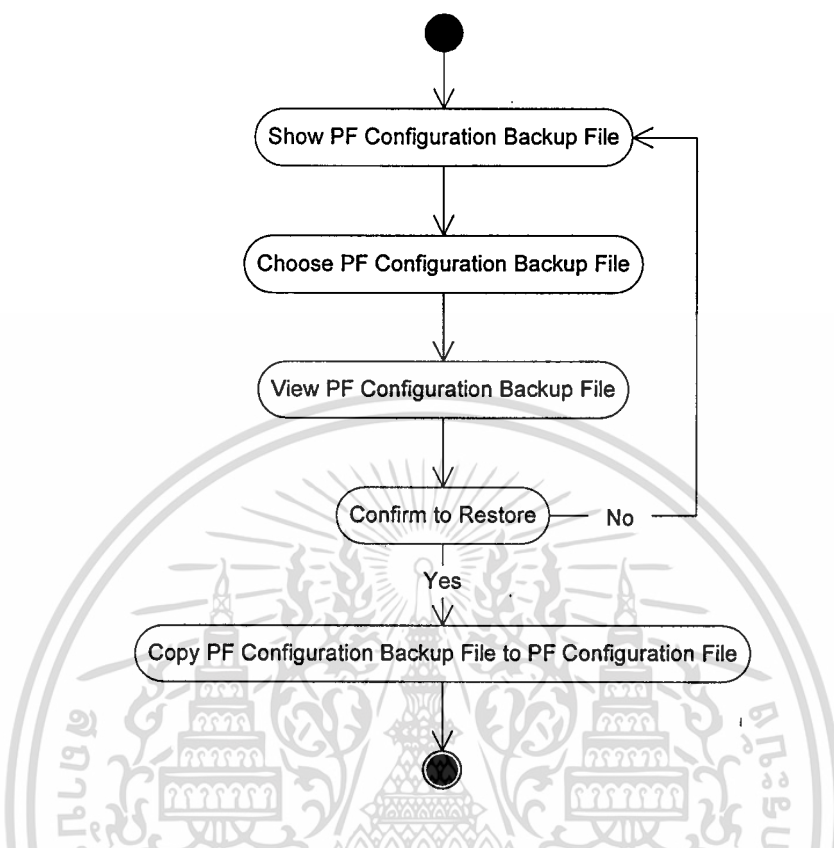 Show PF Configuration Backup File
Choose PF Configuration Backup File
View PF Configuration Backup File
Confirm to Restore
No
Yes
Copy PF Configuration Backup File to PF Configuration File